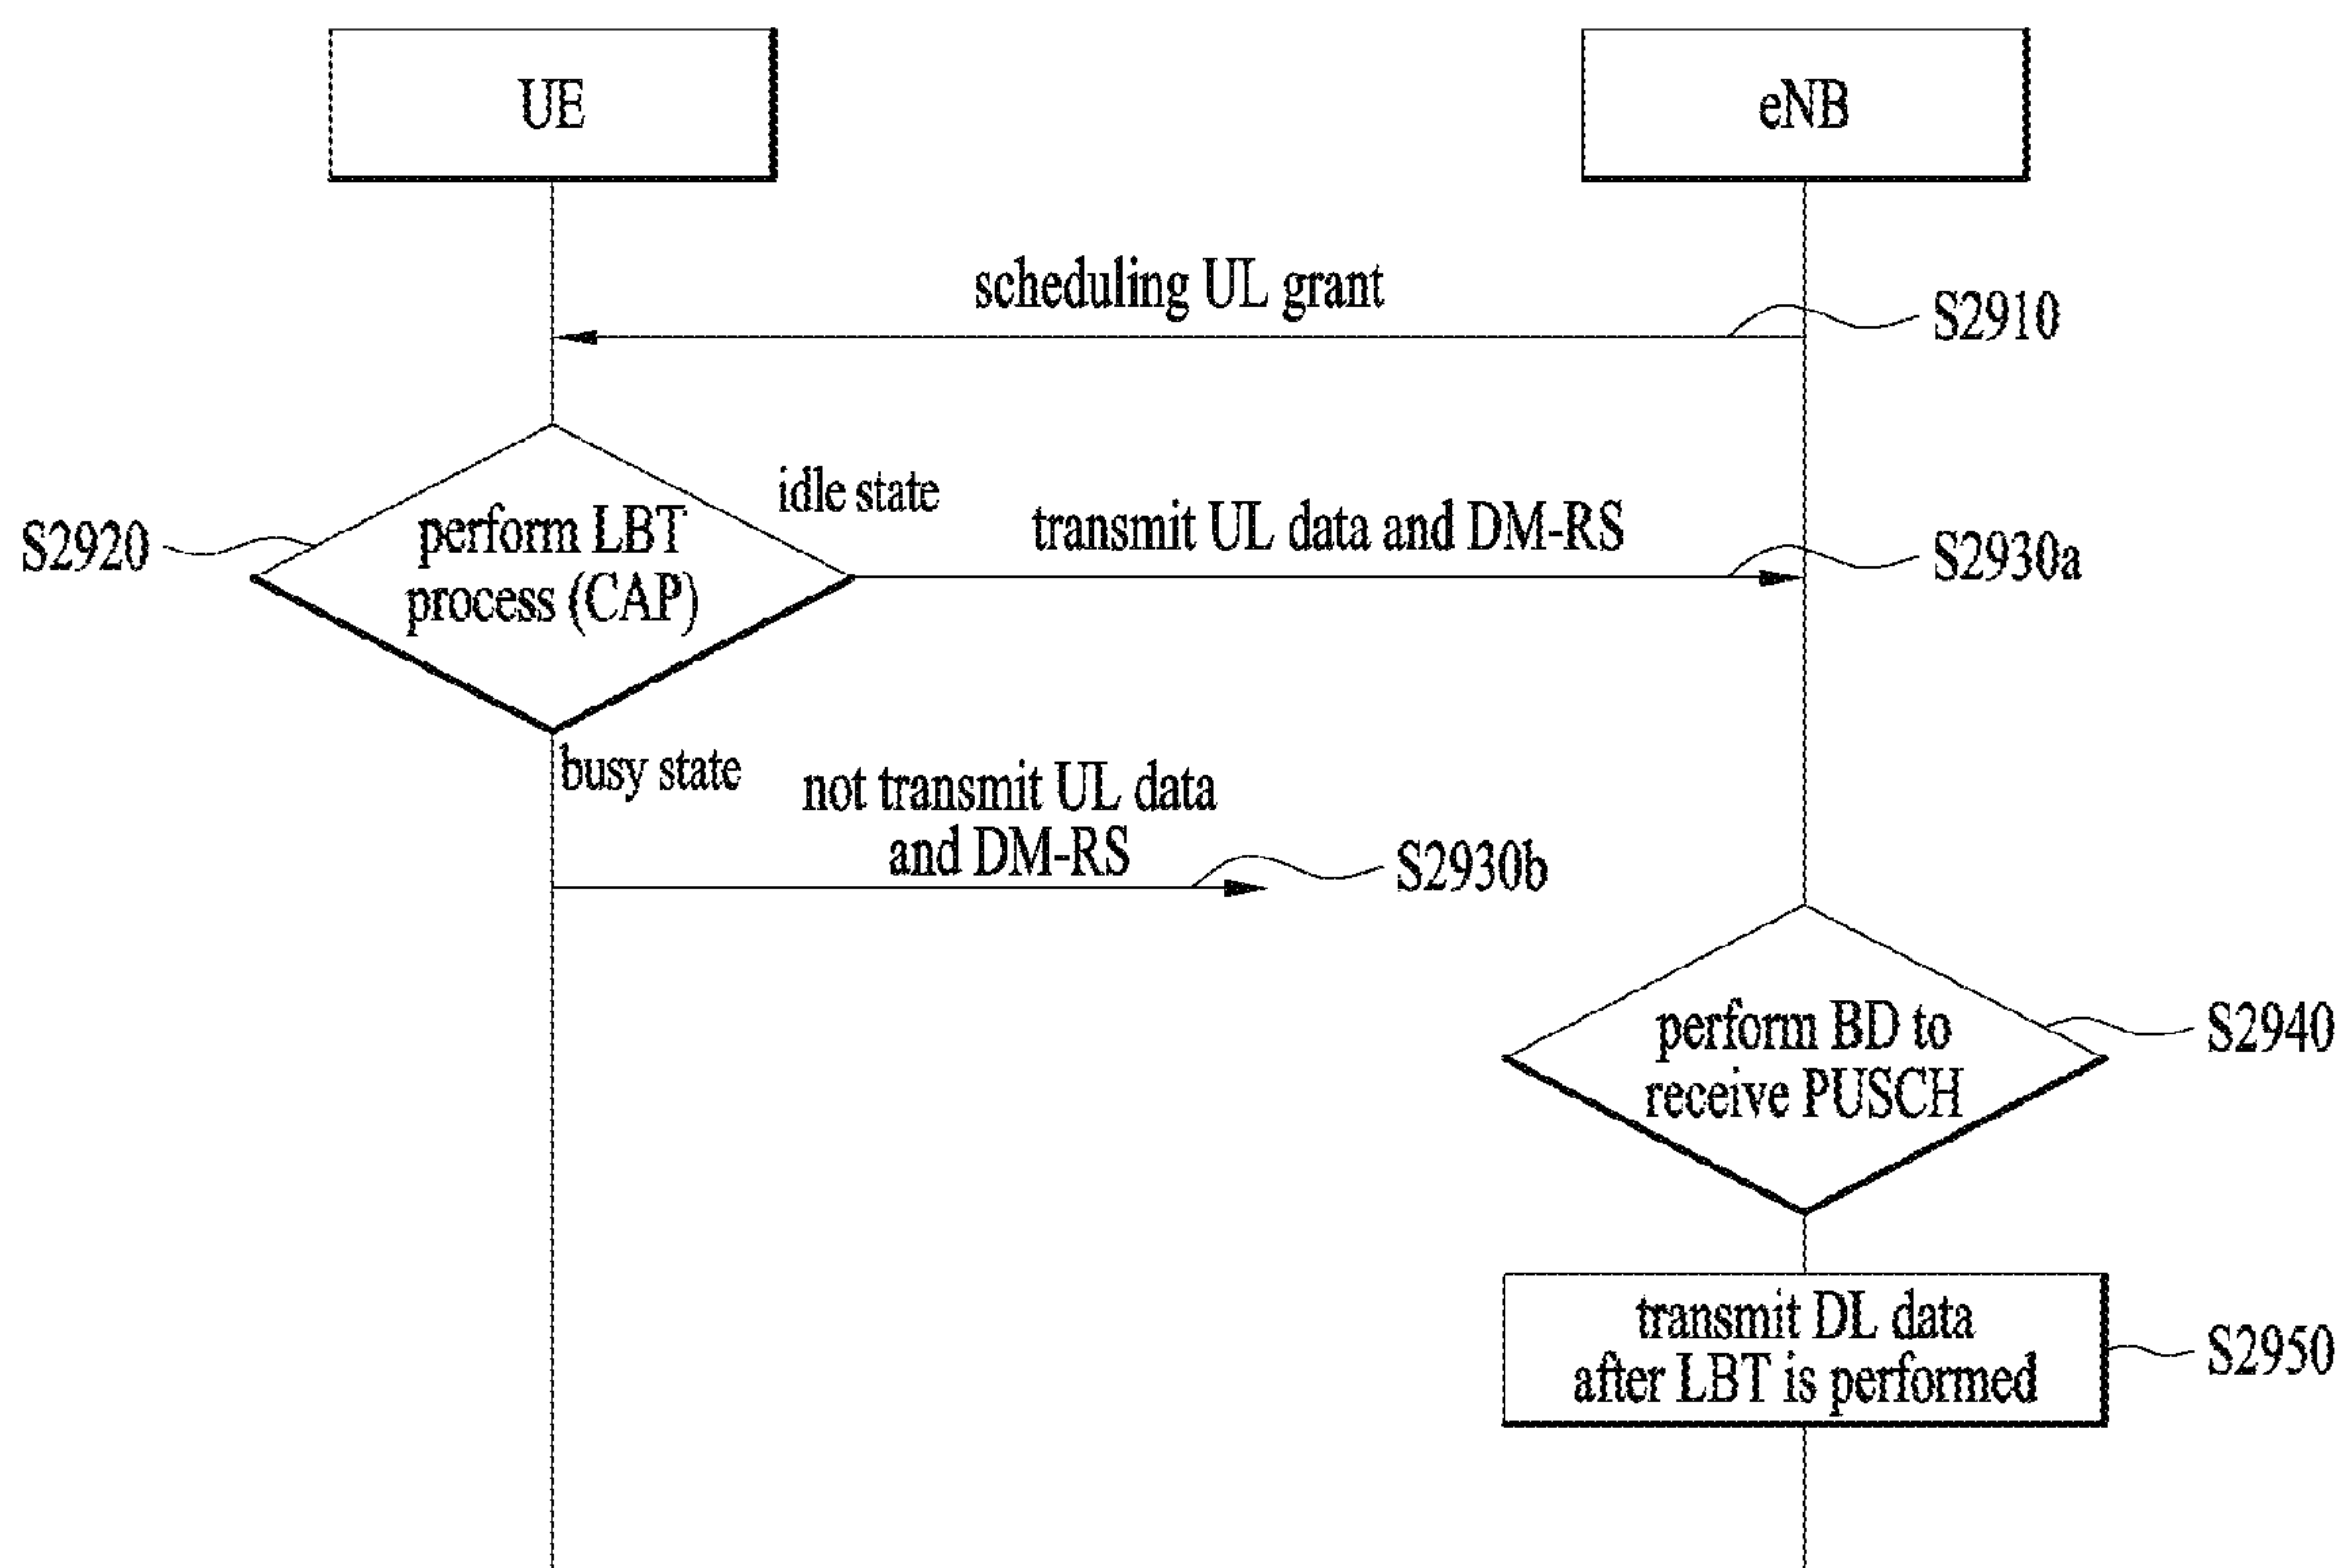 UE
eNB
scheduling UL grant
S2910
idle state
S2920
perform LBT
process (CAP)
transmit UL data and DM-RS
S2930a
busy state
not transmit UL data
and DM-RS
S2930b
perform BD to
receive PUSCH
S2940
transmit DL data
after LBT is performed
S2950